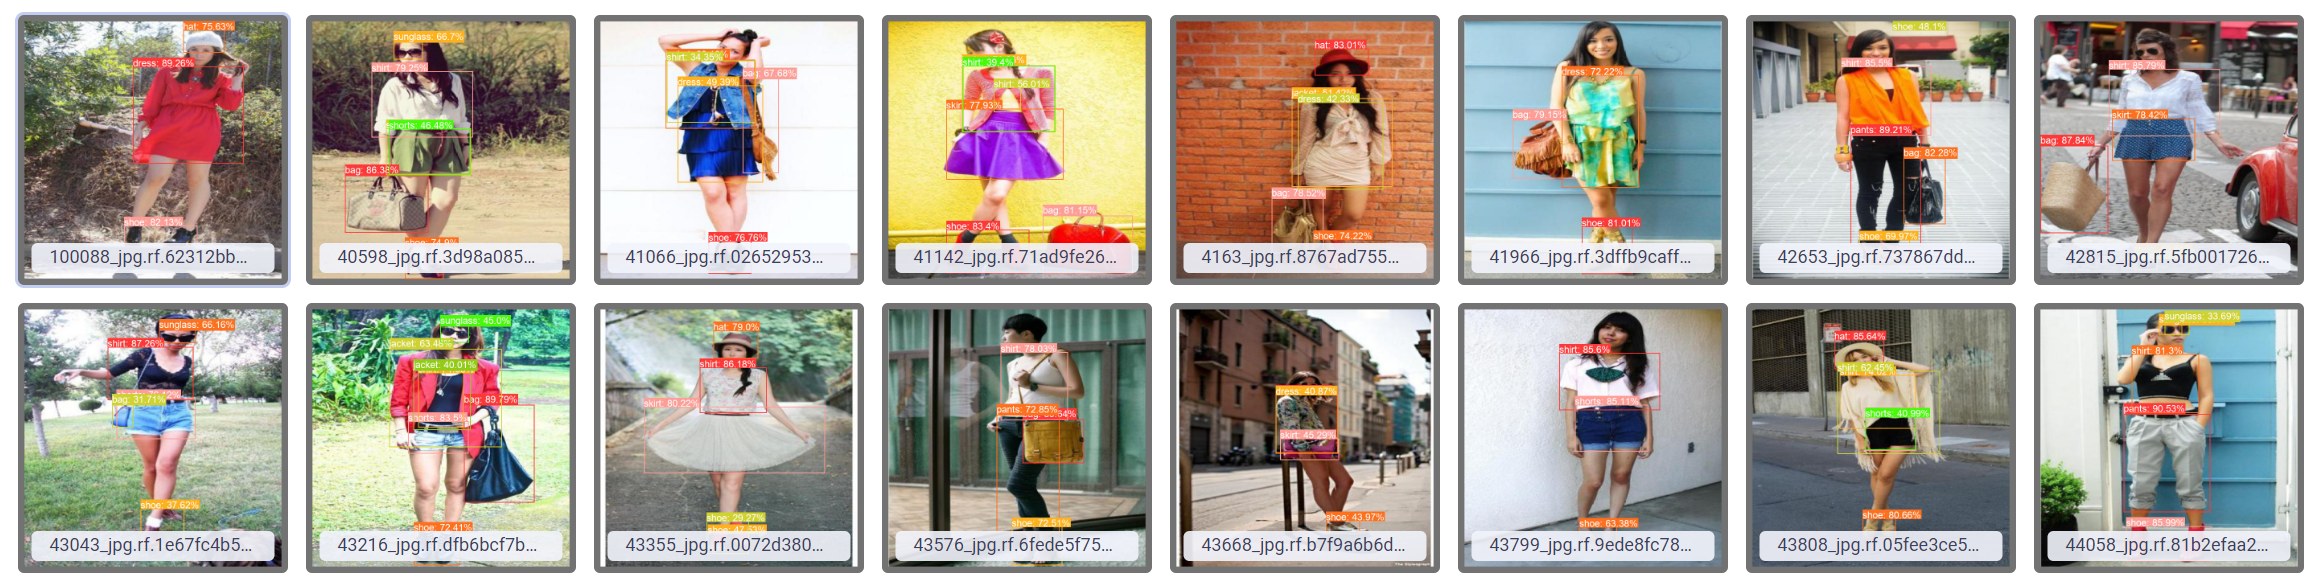 hat: 75.63%
dress: 89.26%
shoe: 82.13%
100088_jpg.rf.62312bb...
sunglass: 66.7%
shirt: 79.25%
shorts: 46.48%
bag: 86.38%
40598_jpg.rf.3d98a085...
shirt: 34.35%
bag: 67.68%
dress: 49.39%
shoe: 76.76%
41066_jpg.rf.02652953...
shirt: 39.4%
shirt: 56.01%
skirt: 77.93%
bag: 81.15%
shoe: 83.4%
41142_jpg.rf.71ad9fe26...
hat: 83.01%
dress: 42.33%
bag: 78.52%
shoe: 74.22%
4163_jpg.rf.8767ad755...
dress: 72.22%
bag: 79.15%
shoe: 81.01%
41966_jpg.rf.3dffb9caff...
shoe: 48.1%
shirt: 85.5%
pants: 89.21%
bag: 82.28%
shoe: 69.97%
42653_jpg.rf.737867dd...
shirt: 85.79%
skirt: 78.42%
bag: 87.84%
42815_jpg.rf.5fb001726...
sunglass: 66.16%
shirt: 87.26%
bag: 31.71%
shoe: 37.62%
43043_jpg.rf.1e67fc4b5...
sunglass: 45.0%
jacket: 63.48%
jacket: 40.01%
bag: 89.79%
shorts: 83.5%
shoe: 72.41%
43216_jpg.rf.dfb6bcf7b...
hat: 79.0%
shirt: 86.18%
skirt: 80.22%
shoe: 29.27%
43355_jpg.rf.0072d380...
shirt: 78.03%
pants: 72.85%
shoe: 72.51%
43576_jpg.rf.6fede5f75...
dress: 40.87%
skirt: 45.29%
shoe: 43.97%
43668_jpg.rf.b7f9a6b6d...
shirt: 85.6%
shorts: 85.11%
shoe: 63.38%
43799_jpg.rf.9ede8fc78...
hat: 85.64%
shirt: 62.45%
shorts: 40.99%
shoe: 80.66%
43808_jpg.rf.05fee3ce5...
sunglass: 33.69%
shirt: 81.3%
pants: 90.53%
shoe: 85.99%
44058_jpg.rf.81b2efaa2...